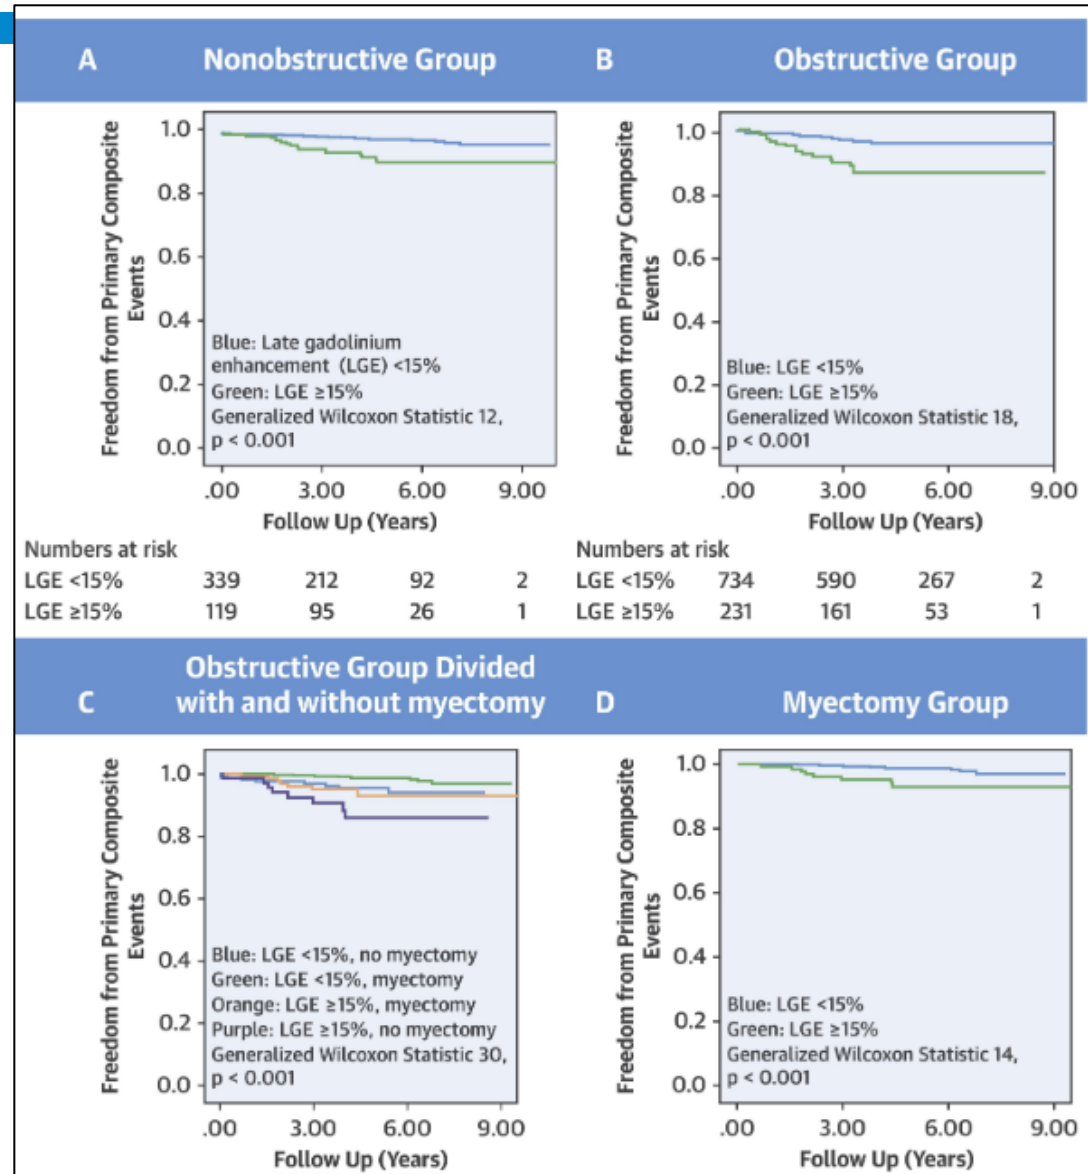 A Nonobstructive Group
Freedom from Primary Composite
Events
1.0
0.8
0.6
0.4
0.2
0.0
Blue: Late gadolinium
enhancement (LGE) <15%
Green: LGE ≥15%
Generalized Wilcoxon Statistic 12,
p < 0.001
.00 3.00 6.00 9.00
Follow Up (Years)
Numbers at risk
LGE <15% 339 212 92 2
LGE ≥15% 119 95 26 1
B Obstructive Group
Freedom from Primary Composite
Events
1.0
0.8
0.6
0.4
0.2
0.0
Blue: LGE <15%
Green: LGE ≥15%
Generalized Wilcoxon Statistic 18,
p < 0.001
.00 3.00 6.00 9.00
Follow Up (Years)
Numbers at risk
LGE <15% 734 590 267 2
LGE ≥15% 231 161 53 1
C Obstructive Group Divided
with and without myectomy
Freedom from Primary Composite
Events
1.0
0.8
0.6
0.4
0.2
0.0
Blue: LGE <15%, no myectomy
Green: LGE <15%, myectomy
Orange: LGE ≥15%, myectomy
Purple: LGE ≥15%, no myectomy
Generalized Wilcoxon Statistic 30,
p < 0.001
.00 3.00 6.00 9.00
Follow Up (Years)
D Myectomy Group
Freedom from Primary Composite
Events
1.0
0.8
0.6
0.4
0.2
0.0
Blue: LGE <15%
Green: LGE ≥15%
Generalized Wilcoxon Statistic 14,
p < 0.001
.00 3.00 6.00 9.00
Follow Up (Years)